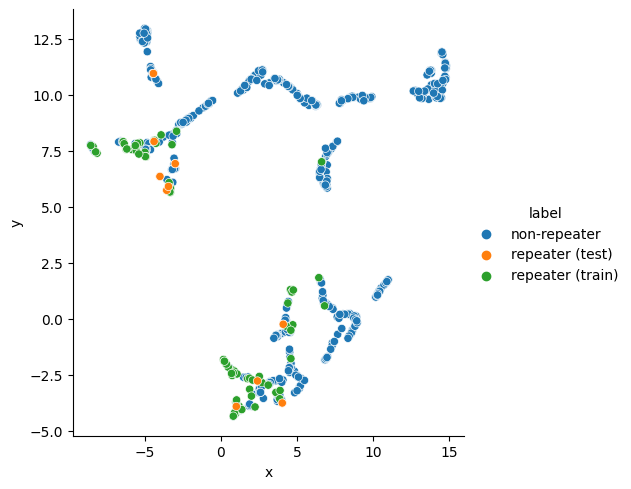 12.5
10.0
7.5
5.0
2.5
0.0
−2.5
−5.0
y
−5
0
5
10
15
x
label
non-repeater
repeater (test)
repeater (train)